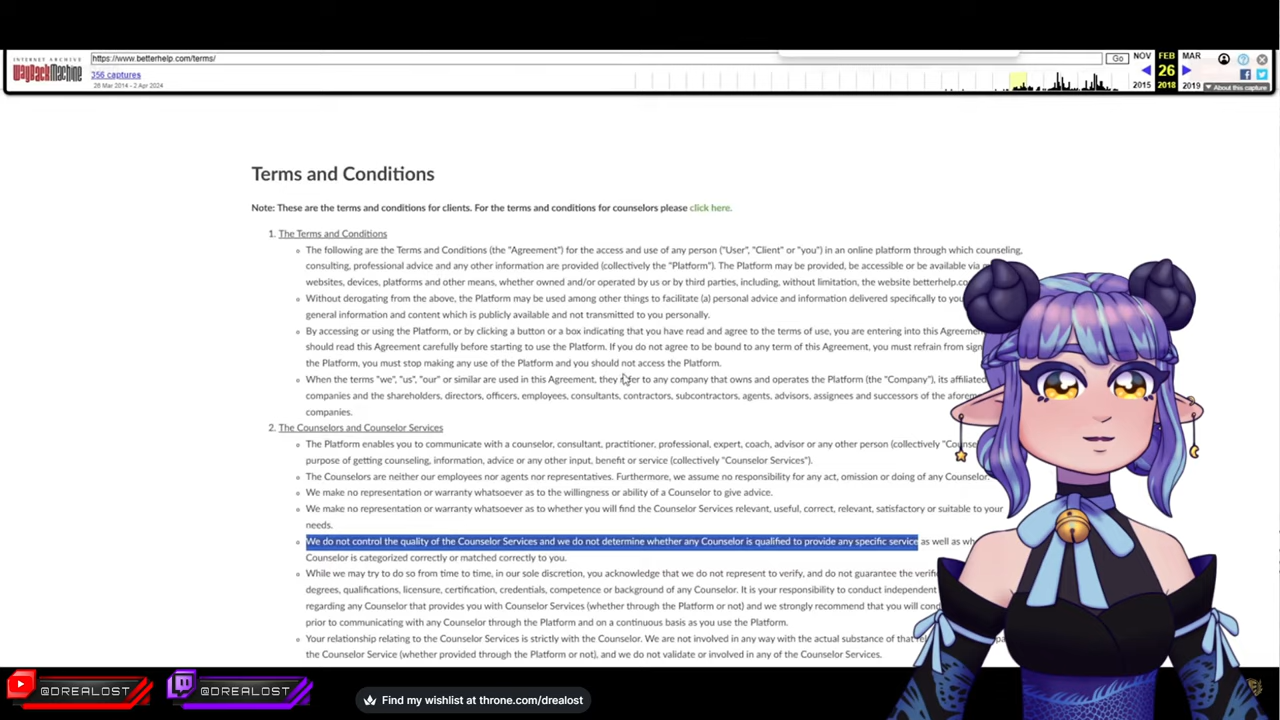 INTERNET ARCHIVE
WayBackMachine
https://www.betterhelp.com/terms/
Go
NOV
FEB
MAR
356 captures
26
28 Mar 2014 - 2 Apr 2024
2015
2018
2019
About this capture
Terms and Conditions
Note: These are the terms and conditions for clients. For the terms and conditions for counselors please click here.
1. The Terms and Conditions
The following are the Terms and Conditions (the "Agreement") for the access and use of any person ("User", "Client" or "you") in an online platform through which counseling,
consulting, professional advice and any other information are provided (collectively the "Platform"). The Platform may be provided, be accessible or be available via
websites, devices, platforms and other means, whether owned and/or operated by us or by third parties, including, without limitation, the website betterhelp.co
Without derogating from the above, the Platform may be used among other things to facilitate (a) personal advice and information delivered specifically to you
general information and content which is publicly available and not transmitted to you personally.
By accessing or using the Platform, or by clicking a button or a box indicating that you have read and agree to the terms of use, you are entering into this Agreeme
should read this Agreement carefully before starting to use the Platform. If you do not agree to be bound to any term of this Agreement, you must refrain from sign
the Platform, you must stop making any use of the Platform and you should not access the Platform.
When the terms "we", "us", "our" or similar are used in this Agreement, they refer to any company that owns and operates the Platform (the "Company"), its affiliated
companies and the shareholders, directors, officers, employees, consultants, contractors, subcontractors, agents, advisors, assignees and successors of the aforem
companies.
2. The Counselors and Counselor Services
The Platform enables you to communicate with a counselor, consultant, practitioner, professional, expert, coach, advisor or any other person (collectively "Couns
purpose of getting counseling, information, advice or any other input, benefit or service (collectively "Counselor Services").
The Counselors are neither our employees nor agents nor representatives. Furthermore, we assume no responsibility for any act, omission or doing of any Counselor.
We make no representation or warranty whatsoever as to the willingness or ability of a Counselor to give advice.
We make no representation or warranty whatsoever as to whether you will find the Counselor Services relevant, useful, correct, relevant, satisfactory or suitable to your
needs.
We do not control the quality of the Counselor Services and we do not determine whether any Counselor is qualified to provide any specific service as well as wh
Counselor is categorized correctly or matched correctly to you.
While we may try to do so from time to time, in our sole discretion, you acknowledge that we do not represent to verify, and do not guarantee the verifi
degrees, qualifications, licensure, certification, credentials, competence or background of any Counselor. It is your responsibility to conduct independent
regarding any Counselor that provides you with Counselor Services (whether through the Platform or not) and we strongly recommend that you will con
prior to communicating with any Counselor through the Platform and on a continuous basis as you use the Platform.
Your relationship relating to the Counselor Services is strictly with the Counselor. We are not involved in any way with the actual substance of that rel
the Counselor Service (whether provided through the Platform or not), and we do not validate or involved in any of the Counselor Services.
@DREALOST
@DREALOST
Find my wishlist at throne.com/drealost